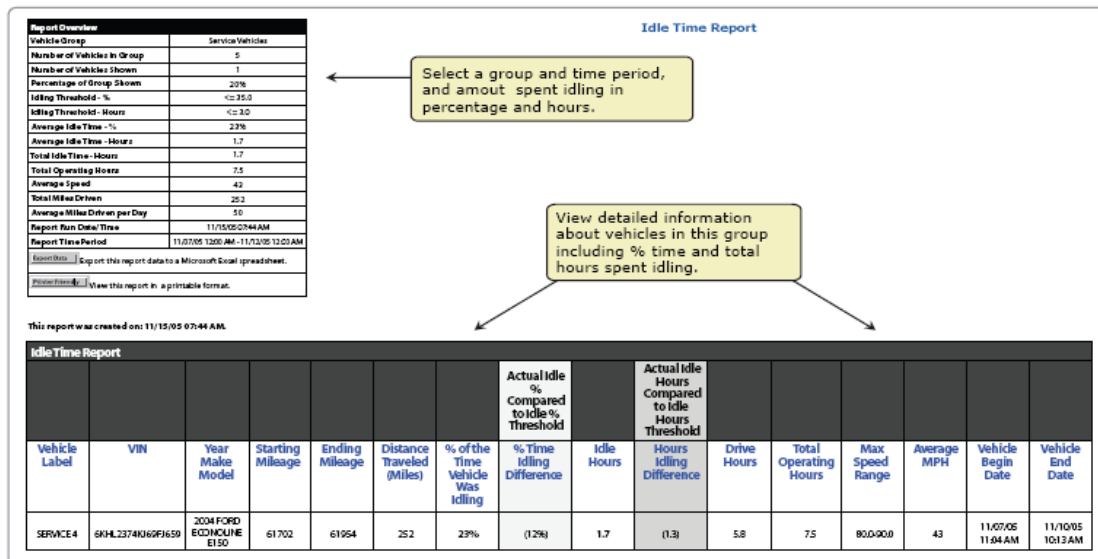 Report Overview
Vehicle Group Service Vehicles
Number of Vehicles in Group 5
Number of Vehicles Shown 1
Percentage of Group Shown 20%
Idling Threshold - % <= 35.0
Idling Threshold - Hours <= 3.0
Average Idle Time - % 23%
Average Idle Time - Hours 1.7
Total Idle Time - Hours 1.7
Total Operating Hours 7.5
Average Speed 43
Total Miles Driven 252
Average Miles Driven per Day 50
Report Run Date/Time 11/15/05 07:44 AM
Report Time Period 11/07/05 12:00 AM - 11/12/05 12:00 AM
Export Data Export this report data to a Microsoft Excel spreadsheet.
Printer Friendly View this report in a printable format.
Idle Time Report
Select a group and time period,
and amout spent idling in
percentage and hours.
View detailed information
about vehicles in this group
including % time and total
hours spent idling.
This report was created on: 11/15/05 07:44 AM.
Idle Time Report
Actual Idle
%
Compared
to Idle %
Threshold
Actual Idle
Hours
Compared
to Idle
Hours
Threshold
Vehicle
Label
VIN
Year
Make
Model
Starting
Mileage
Ending
Mileage
Distance
Traveled
(Miles)
% of the
Time
Vehicle
Was
Idling
% Time
Idling
Difference
Idle
Hours
Hours
Idling
Difference
Drive
Hours
Total
Operating
Hours
Max
Speed
Range
Average
MPH
Vehicle
Begin
Date
Vehicle
End
Date
SERVICE 4
6KHL2374KJ69FJ659
2004 FORD
ECONOLINE
E150
61702
61954
252
23%
(12%)
1.7
(1.3)
5.8
7.5
80.0-90.0
43
11/07/05
11:04 AM
11/10/05
10:13 AM